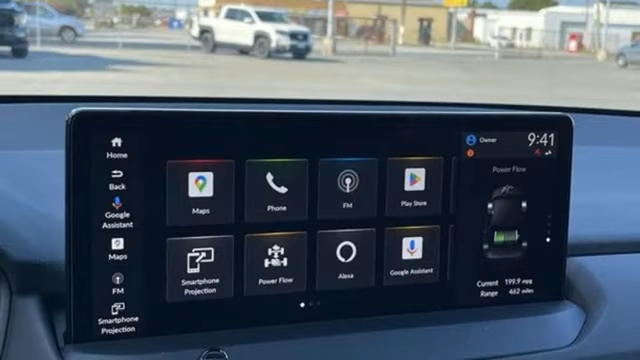 Home
Back
Google
Assistant
Maps
FM
Smartphone
Projection
Maps
Phone
FM
Play Store
Smartphone
Projection
Power Flow
Alexa
Google Assistant
Owner
9:41
Power Flow
Current 199.9 mpg
Range 462 miles